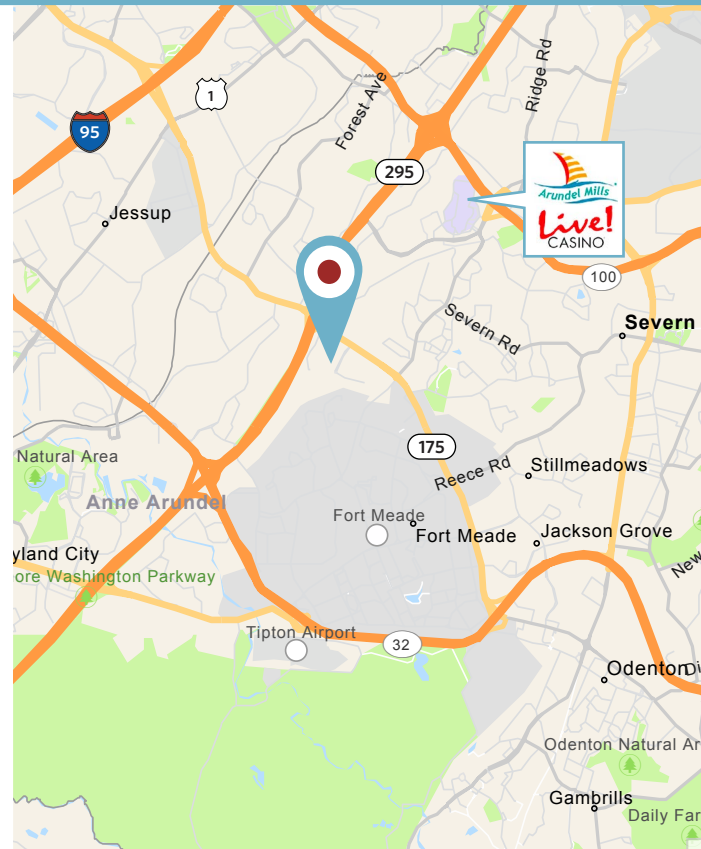 1
Forest Ave
Ridge Rd
95
295
Arundel Mills
Live!
CASINO
Jessup
100
Severn Rd
Severn
175
Natural Area
Reece Rd
Stillmeadows
Anne Arundel
Fort Meade
Fort Meade
Jackson Grove
yland City
New
ore Washington Parkway
Tipton Airport
32
Odenton
Di
Odenton Natural Ar
Gambrills
Daily Far